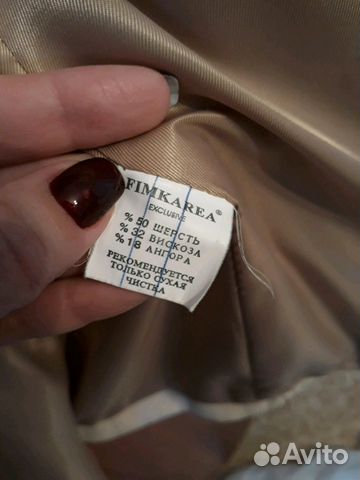 FIMKAREA®
EXCLUSIVE
% 50 ШЕРСТЬ
% 32 ВИСКОЗА
% 18 АНГОРА
РЕКОМЕНДУЕТСЯ
ТОЛЬКО СУХАЯ
ЧИСТКА
Avito